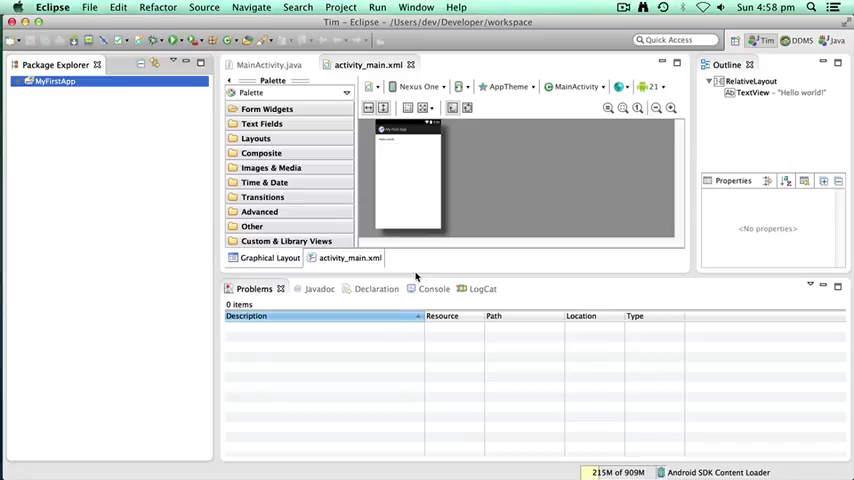 Eclipse File Edit Refactor Source Navigate Search Project Run Window Help Sun 4:58 pm
Tim - Eclipse - /Users/dev/Developer/workspace
Quick Access Tim DDMS Java
Package Explorer
MyFirstApp
MainActivity.java activity_main.xml
Palette
Palette
Form Widgets
Text Fields
Layouts
Composite
Images & Media
Time & Date
Transitions
Advanced
Other
Custom & Library Views
Nexus One AppTheme MainActivity 21
My First App
Graphical Layout activity_main.xml
Outline
RelativeLayout
TextView - "Hello world!"
Properties
<No properties>
Problems Javadoc Declaration Console LogCat
0 items
Description Resource Path Location Type
215M of 909M Android SDK Content Loader